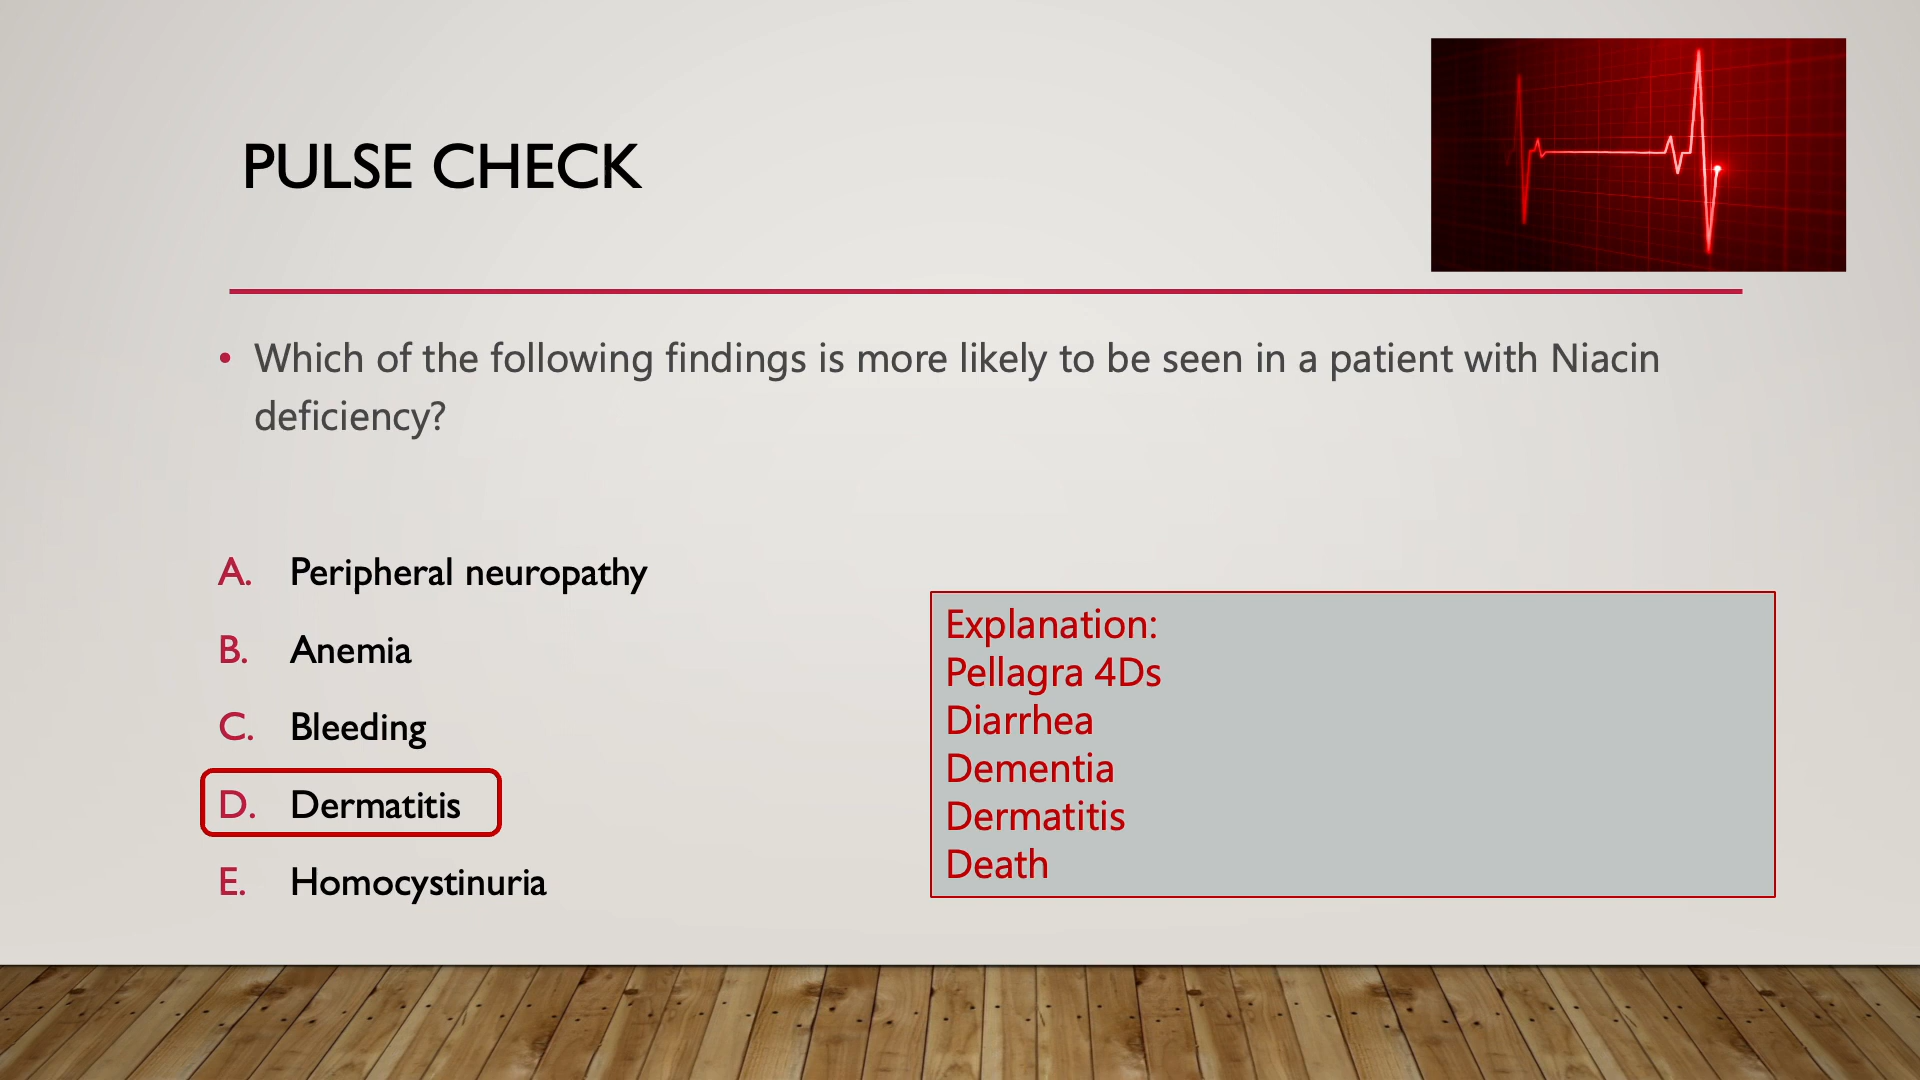 PULSE CHECK
• Which of the following findings is more likely to be seen in a patient with Niacin
deficiency?
A. Peripheral neuropathy
B. Anemia
C. Bleeding
D. Dermatitis
E. Homocystinuria
Explanation:
Pellagra 4Ds
Diarrhea
Dementia
Dermatitis
Death